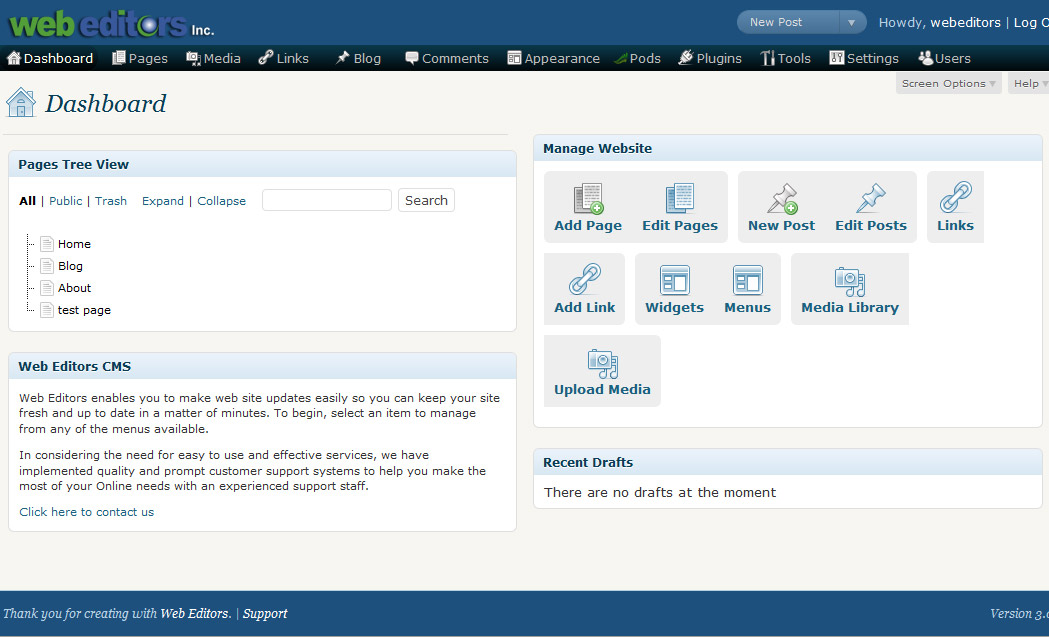 web editors Inc.
New Post
Howdy, webeditors | Log
Dashboard Pages Media Links Blog Comments Appearance Pods Plugins Tools Settings Users
Screen Options Help
Dashboard
Pages Tree View
All | Public | Trash Expand | Collapse Search
Home
Blog
About
test page
Web Editors CMS
Web Editors enables you to make web site updates easily so you can keep your site
fresh and up to date in a matter of minutes. To begin, select an item to manage
from any of the menus available.
In considering the need for easy to use and effective services, we have
implemented quality and prompt customer support systems to help you make the
most of your Online needs with an experienced support staff.
Click here to contact us
Manage Website
Add Page Edit Pages New Post Edit Posts Links
Add Link Widgets Menus Media Library
Upload Media
Recent Drafts
There are no drafts at the moment
Thank you for creating with Web Editors. | Support
Version 3.